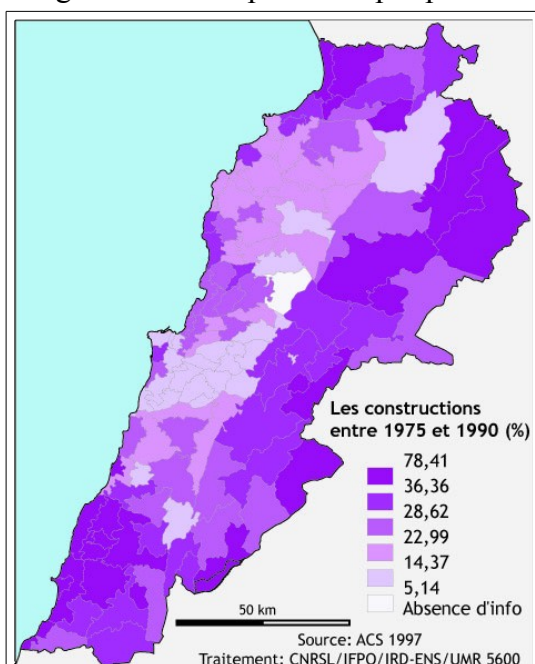 Les constructions
entre 1975 et 1990 (%)
78,41
36,36
28,62
22,99
14,37
5,14
Absence d'info
50 km
Source: ACS 1997
Traitement: CNRSL/IFPO/IRD-ENS/UMR 5600